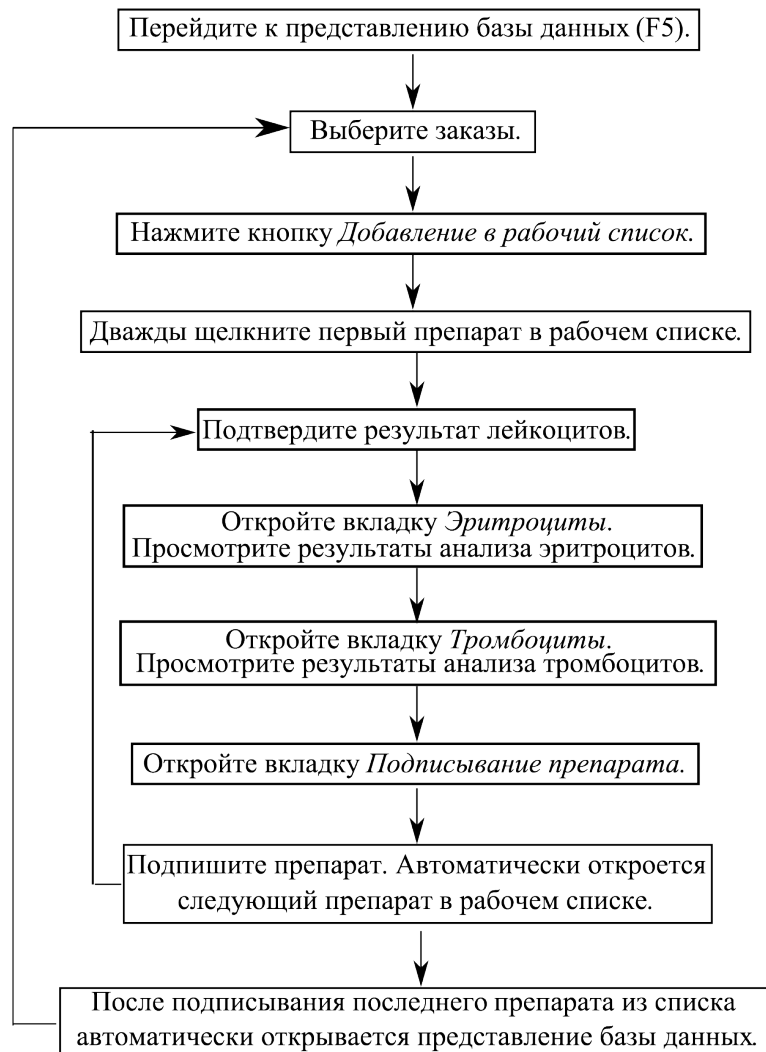 Перейдите к представлению базы данных (F5).
Выберите заказы.
Нажмите кнопку Добавление в рабочий список.
Дважды щелкните первый препарат в рабочем списке.
Подтвердите результат лейкоцитов.
Откройте вкладку Эритроциты.
Просмотрите результаты анализа эритроцитов.
Откройте вкладку Тромбоциты.
Просмотрите результаты анализа тромбоцитов.
Откройте вкладку Подписывание препарата.
Подпишите препарат. Автоматически откроется
следующий препарат в рабочем списке.
После подписывания последнего препарата из списка
автоматически открывается представление базы данных.